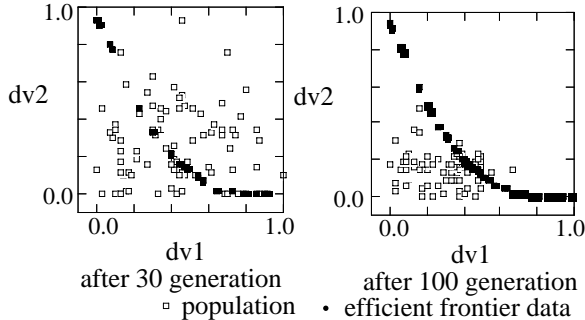 1.0
dv2
0.0
0.0
1.0
dv1
after 30 generation
1.0
dv2
0.0
0.0
1.0
dv1
after 100 generation
population
efficient frontier data